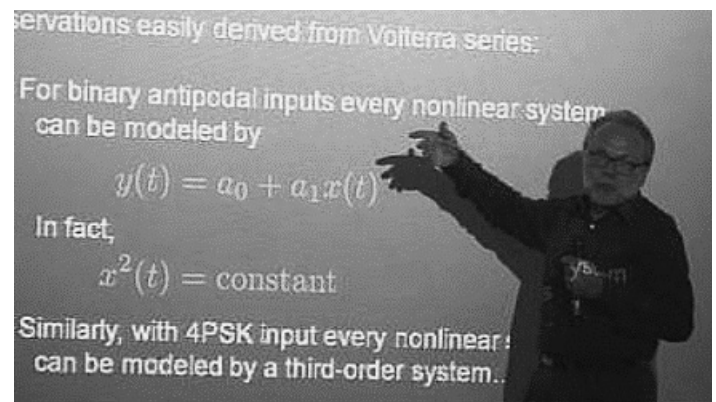 servations easily derived from Volterra series:
For binary antipodal inputs every nonlinear system
can be modeled by
y(t) = a₀ + a₁x(t)
In fact,
x²(t) = constant
Similarly, with 4PSK input every nonlinear s
can be modeled by a third-order system..
ystem